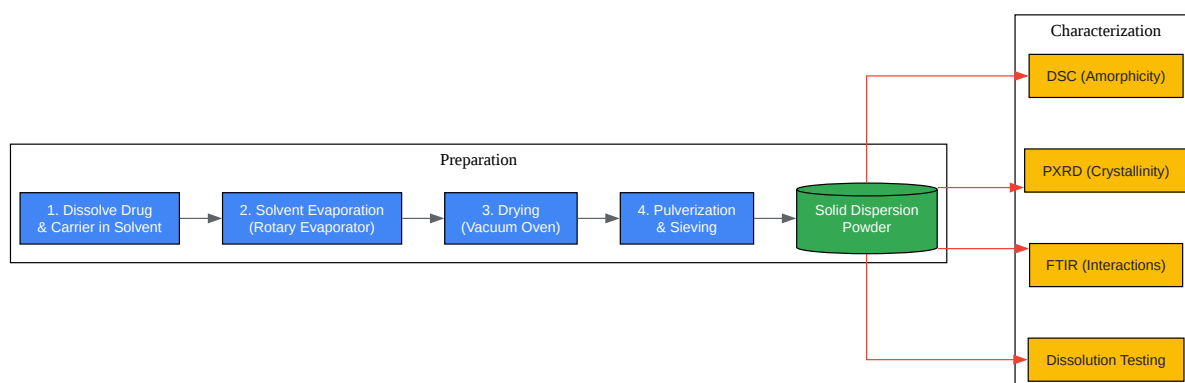 Characterization
DSC (Amorphicity)
Preparation
PXRD (Crystallinity)
1. Dissolve Drug
& Carrier in Solvent
2. Solvent Evaporation
(Rotary Evaporator)
3. Drying
(Vacuum Oven)
4. Pulverization
& Sieving
Solid Dispersion
Powder
FTIR (Interactions)
Dissolution Testing